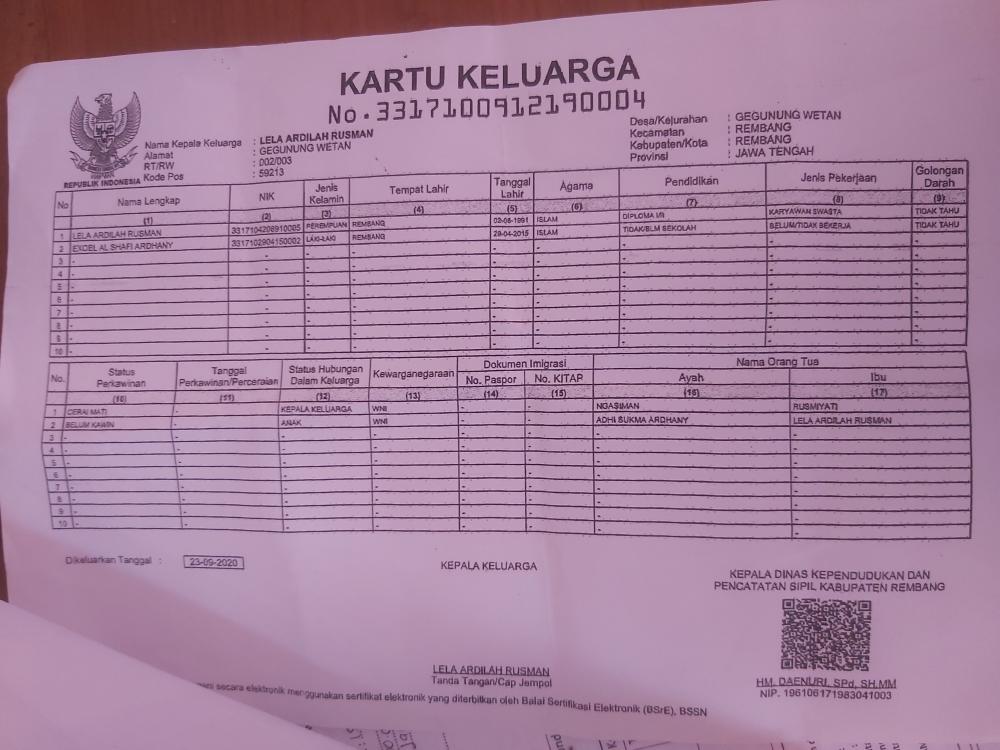 KARTU KELUARGA
No. 3317100912190004
REPUBLIK INDONESIA
Nama Kepala Keluarga : LELA ARDILAH RUSMAN
Alamat : GEGUNUNG WETAN
RT/RW : 002/003
Kode Pos : 59213
Desa/Kelurahan : GEGUNUNG WETAN
Kecamatan : REMBANG
Kabupaten/Kota : REMBANG
Provinsi : JAWA TENGAH
No Nama Lengkap NIK Jenis Kelamin Tempat Lahir Tanggal Lahir Agama Pendidikan Jenis Pekerjaan Golongan Darah
(1) (2) (3) (4) (5) (6) (7) (8) (9)
1 LELA ARDILAH RUSMAN 3317104208910005 PEREMPUAN REMBANG 02-08-1991 ISLAM DIPLOMA I/II KARYAWAN SWASTA TIDAK TAHU
2 EXCEL AL SHAFI ARDHANY 3317102904150002 LAKI-LAKI REMBANG 29-04-2015 ISLAM TIDAK/BLM SEKOLAH BELUM/TIDAK BEKERJA TIDAK TAHU
3 - - - - - - - - -
4 - - - - - - - - -
5 - - - - - - - - -
6 - - - - - - - - -
7 - - - - - - - - -
8 - - - - - - - - -
9 - - - - - - - - -
10 - - - - - - - - -
No. Status Perkawinan Tanggal Perkawinan/Perceraian Status Hubungan Dalam Keluarga Kewarganegaraan Dokumen Imigrasi Nama Orang Tua
No. Paspor No. KITAP Ayah Ibu
(10) (11) (12) (13) (14) (15) (16) (17)
1 CERAI MATI - KEPALA KELUARGA WNI - - NGASIMAN RUSMIYATI
2 BELUM KAWIN - ANAK WNI - - ADHI SUKMA ARDHANY LELA ARDILAH RUSMAN
3 - - - - - - - -
4 - - - - - - - -
5 - - - - - - - -
6 - - - - - - - -
7 - - - - - - - -
8 - - - - - - - -
9 - - - - - - - -
10 - - - - - - - -
Dikeluarkan Tanggal : 23-09-2020
KEPALA KELUARGA
LELA ARDILAH RUSMAN
Tanda Tangan/Cap Jempol
KEPALA DINAS KEPENDUDUKAN DAN
PENCATATAN SIPIL KABUPATEN REMBANG
HM. DAENURI, SPd, SH.MM
NIP. 196106171983041003
secara elektronik menggunakan sertifikat elektronik yang diterbitkan oleh Balai Sertifikasi Elektronik (BSrE), BSSN